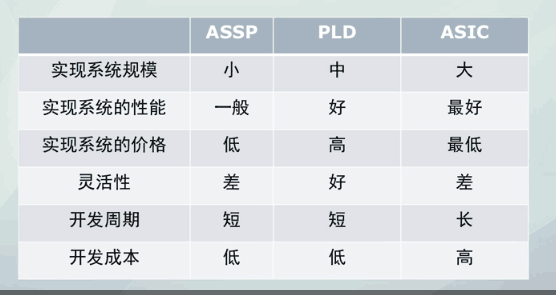 ASSP PLD ASIC
实现系统规模 小 中 大
实现系统的性能 一般 好 最好
实现系统的价格 低 高 最低
灵活性 差 好 差
开发周期 短 短 长
开发成本 低 低 高